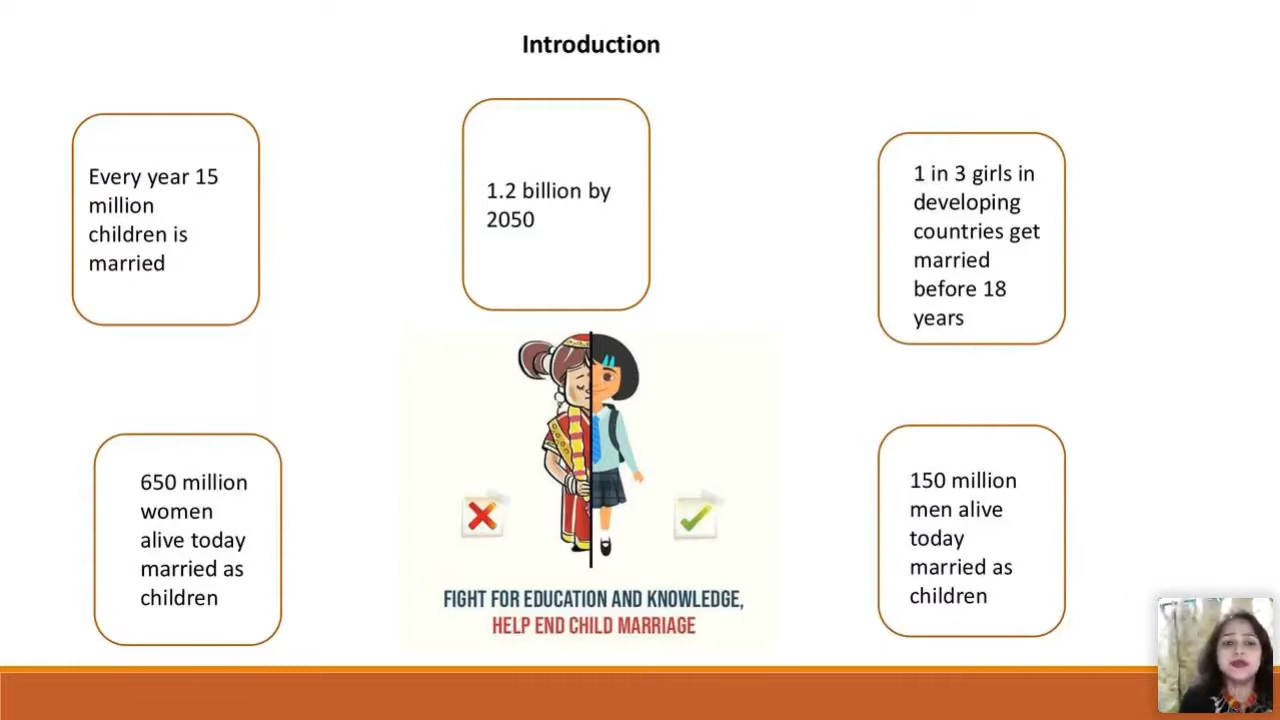 Introduction
Every year 15
million
children is
married
1.2 billion by
2050
1 in 3 girls in
developing
countries get
married
before 18
years
650 million
women
alive today
married as
children
150 million
men alive
today
married as
children
FIGHT FOR EDUCATION AND KNOWLEDGE,
HELP END CHILD MARRIAGE